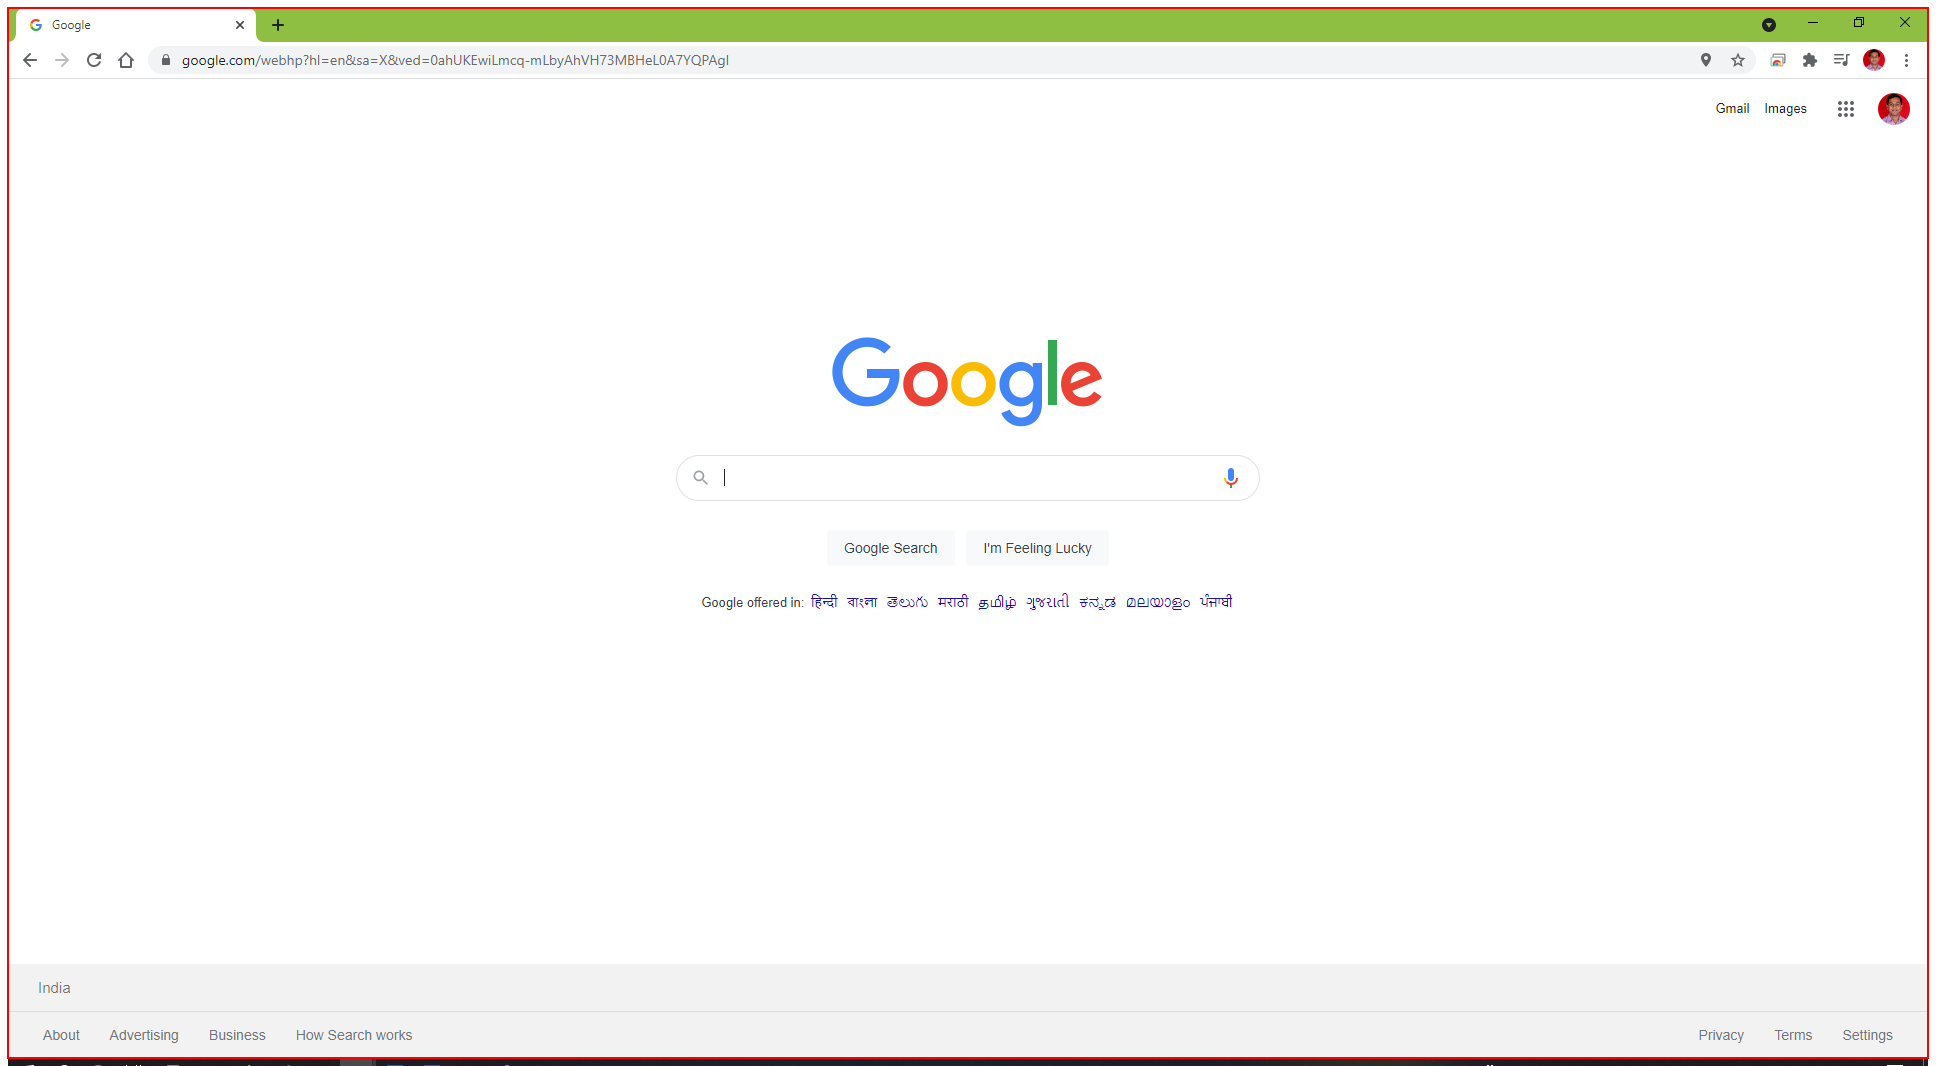 Google
google.com/webhp?hl=en&sa=X&ved=0ahUKEwiLmcq-mLbyAhVH73MBHeL0A7YQPAgI
Gmail Images
Google
Google Search I'm Feeling Lucky
Google offered in: हिन्दी বাংলা తెలుగు मराठी தமிழ் ગુજરાતી ಕನ್ನಡ മലയാളം ਪੰਜਾਬੀ
India
About Advertising Business How Search works Privacy Terms Settings